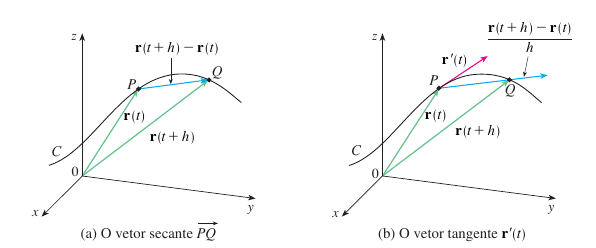 z
r(t + h) − r(t)
P
Q
r(t)
r(t + h)
C
0
x
y
(a) O vetor secante PQ
r(t + h) − r(t)
h
z
r′(t)
P
Q
r(t)
r(t + h)
C
0
x
y
(b) O vetor tangente r′(t)